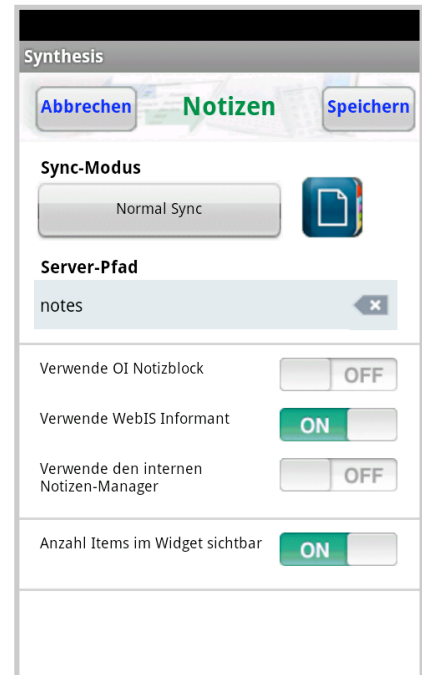 Synthesis
Abbrechen Notizen Speichern
Sync-Modus
Normal Sync
Server-Pfad
notes
Verwende OI Notizblock OFF
Verwende WebIS Informant ON
Verwende den internen
Notizen-Manager OFF
Anzahl Items im Widget sichtbar ON